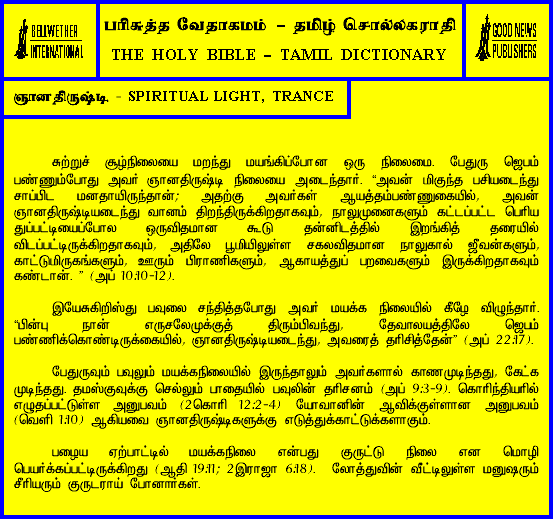 BELLWETHER
INTERNATIONAL
பரிசுத்த வேதாகமம் - தமிழ் சொல்லகராதி
THE HOLY BIBLE - TAMIL DICTIONARY
GOOD NEWS
PUBLISHERS
ஞானதிருஷ்டி - SPIRITUAL LIGHT, TRANCE
சுற்றுச் சூழ்நிலையை மறந்து மயங்கிப்போன ஒரு நிலைமை. பேதுரு ஜெபம்
பண்ணும்போது அவர் ஞானதிருஷ்டி நிலையை அடைந்தார். “அவன் மிகுந்த பசியடைந்து
சாப்பிட மனதாயிருந்தான்; அதற்கு அவர்கள் ஆயத்தம்பண்ணுகையில், அவன்
ஞானதிருஷ்டியடைந்து வானம் திறந்திருக்கிறதாகவும், நாலுமுனைகளும் கட்டப்பட்ட பெரிய
துப்பட்டியைப்போல ஒருவிதமான கூடு தன்னிடத்தில் இறங்கித் தரையில்
விடப்பட்டிருக்கிறதாகவும், அதிலே பூமியிலுள்ள சகலவிதமான நாலுகால் ஜீவன்களும்,
காட்டுமிருகங்களும், ஊரும் பிராணிகளும், ஆகாயத்துப் பறவைகளும் இருக்கிறதாகவும்
கண்டான். ” (அப் 10:10-12).
இயேசுகிறிஸ்து பவுலை சந்தித்தபோது அவர் மயக்க நிலையில் கீழே விழுந்தார்.
“பின்பு நான் எருசலேமுக்குத் திரும்பிவந்து, தேவாலயத்திலே ஜெபம்
பண்ணிக்கொண்டிருக்கையில், ஞானதிருஷ்டியடைந்து, அவரைத் தரிசித்தேன்” (அப் 22:17).
பேதுருவும் பவுலும் மயக்கநிலையில் இருந்தாலும் அவர்களால் காணமுடிந்தது, கேட்க
முடிந்தது. தமஸ்குவுக்கு செல்லும் பாதையில் பவுலின் தரிசனம் (அப் 9:3-9). கொரிந்தியரில்
எழுதப்பட்டுள்ள அனுபவம் (2கொரி 12:2-4) யோவானின் ஆவிக்குள்ளான அனுபவம்
(வெளி 1:10) ஆகியவை ஞானதிருஷ்டிகளுக்கு எடுத்துக்காட்டுக்களாகும்.
பழைய ஏற்பாட்டில் மயக்கநிலை என்பது குருட்டு நிலை என மொழி
பெயர்க்கப்பட்டிருக்கிறது (ஆதி 19:11; 2இராஜா 6:18). லோத்துவின் வீட்டிலுள்ள மனுஷரும்
சீரியரும் குருடராய் போனார்கள்.